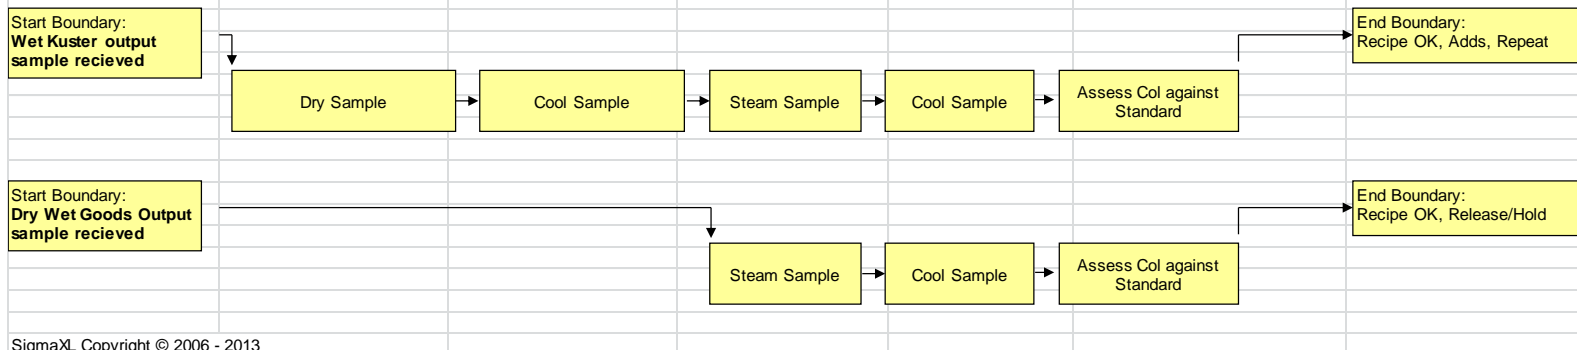 Start Boundary:
Wet Kuster output
sample recieved
End Boundary:
Recipe OK, Adds, Repeat
Dry Sample
Cool Sample
Steam Sample
Cool Sample
Assess Col against
Standard
Start Boundary:
Dry Wet Goods Output
sample recieved
End Boundary:
Recipe OK, Release/Hold
Steam Sample
Cool Sample
Assess Col against
Standard
SigmaXL Copyright © 2006 - 2013